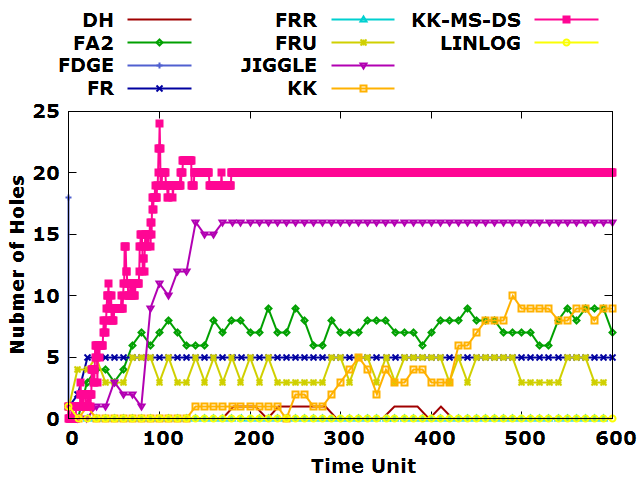 DH FRR KK-MS-DS
FA2 FRU LINLOG
FDGE JIGGLE
FR KK
25
20
15
10
5
0
Nubmer of Holes
0 100 200 300 400 500 600
Time Unit